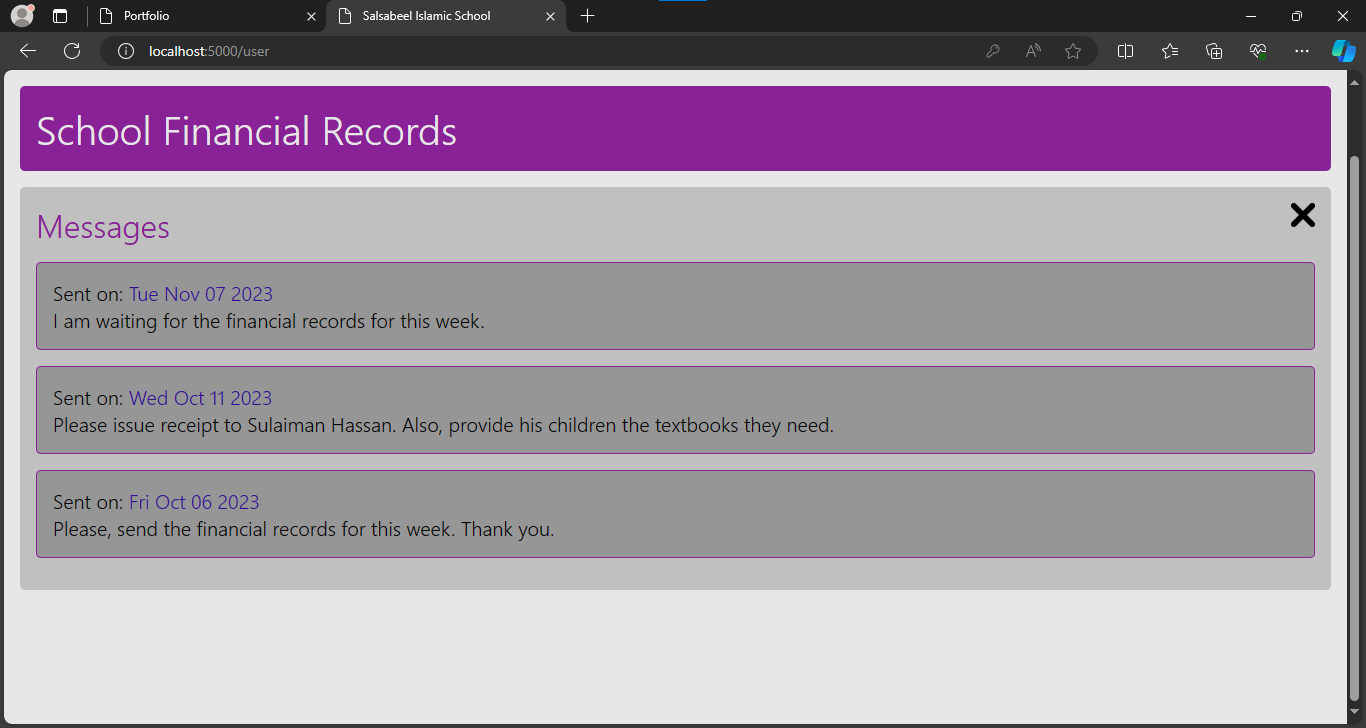 Portfolio
Salsabeel Islamic School
localhost:5000/user
School Financial Records
Messages
Sent on: Tue Nov 07 2023
I am waiting for the financial records for this week.
Sent on: Wed Oct 11 2023
Please issue receipt to Sulaiman Hassan. Also, provide his children the textbooks they need.
Sent on: Fri Oct 06 2023
Please, send the financial records for this week. Thank you.